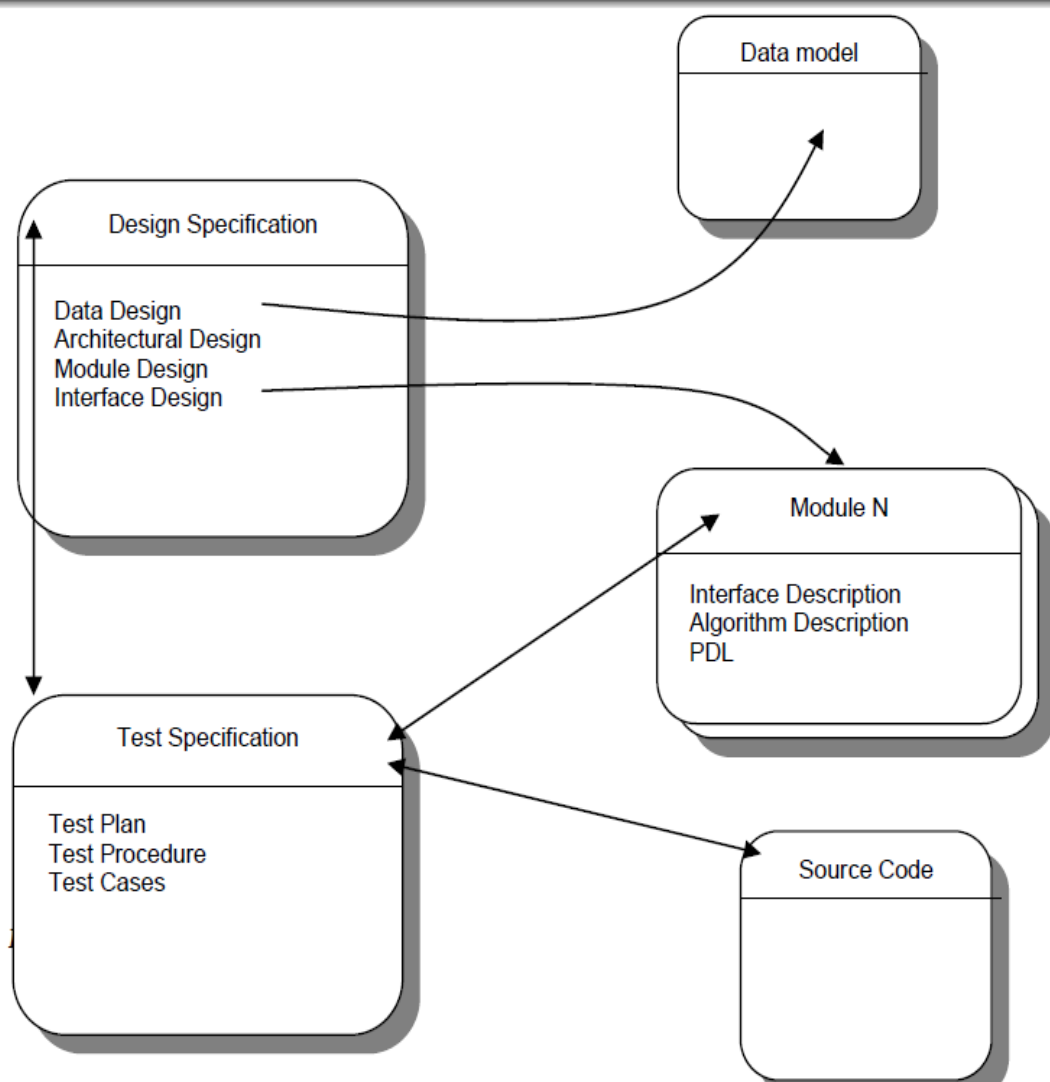 Data model
Design Specification
Data Design
Architectural Design
Module Design
Interface Design
Module N
Interface Description
Algorithm Description
PDL
Test Specification
Test Plan
Test Procedure
Test Cases
Source Code